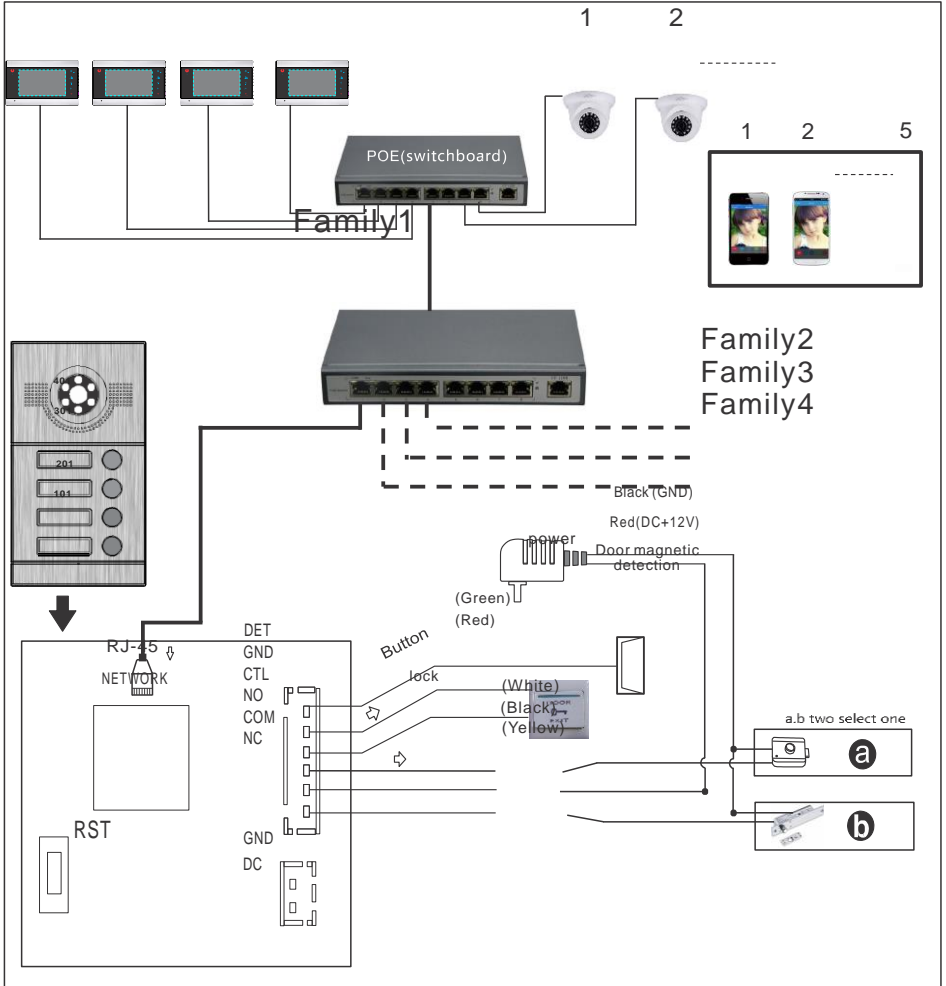 1 2
POE(switchboard)
1 2 5
Family1
Family2
Family3
Family4
401
301
201
101
Black(GND)
Red(DC+12V)
power
Door magnetic
detection
(Green)
(Red)
RJ-45
NETWORK
DET
GND
CTL
NO
COM
NC
Button
lock
(White)
(Black)
(Yellow)
DOOR
EXIT
a.b two select one
a
b
RST
GND
DC